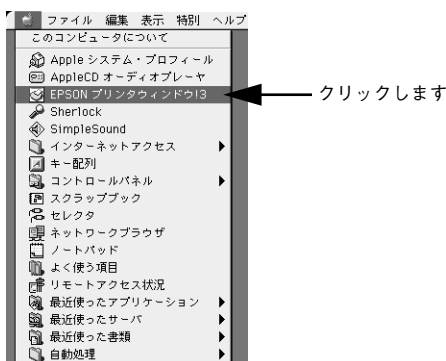 ファイル 編集 表示 特別 ヘルプ
このコンピュータについて
Apple システム・プロフィール
AppleCD オーディオプレーヤ
EPSON プリンタウィンドウ!3
クリックします
Sherlock
SimpleSound
インターネットアクセス
キー配列
コントロールパネル
スクラップブック
セレクタ
ネットワークブラウザ
ノートパッド
よく使う項目
リモートアクセス状況
最近使ったアプリケーション
最近使ったサーバ
最近使った書類
自動処理